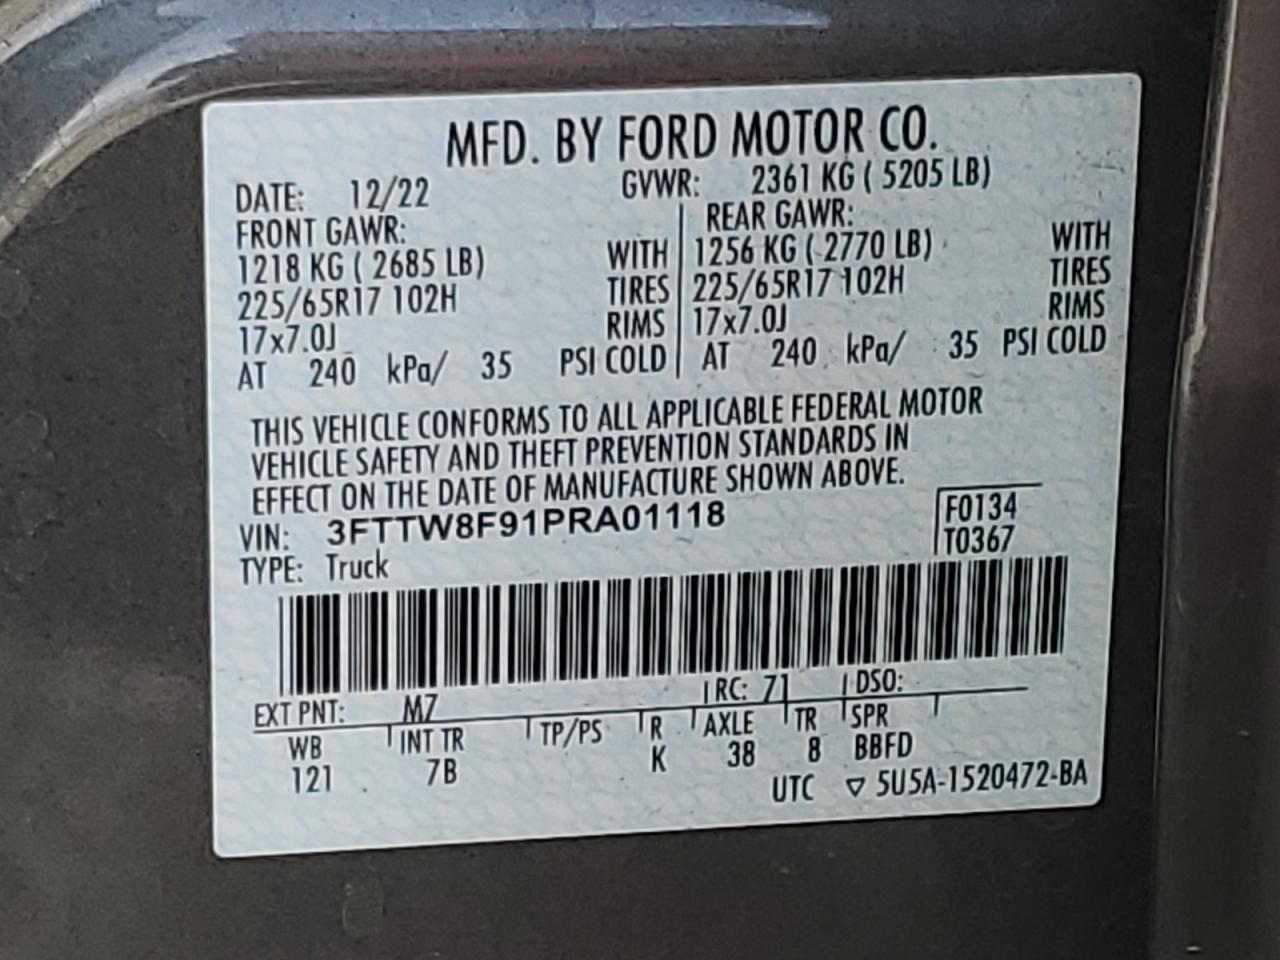 MFD. BY FORD MOTOR CO.
DATE: 12/22 GVWR: 2361 KG ( 5205 LB)
FRONT GAWR: REAR GAWR:
1218 KG ( 2685 LB) WITH 1256 KG ( 2770 LB) WITH
225/65R17 102H TIRES 225/65R17 102H TIRES
17x7.0J RIMS 17x7.0J RIMS
AT 240 kPa/ 35 PSI COLD AT 240 kPa/ 35 PSI COLD
THIS VEHICLE CONFORMS TO ALL APPLICABLE FEDERAL MOTOR
VEHICLE SAFETY AND THEFT PREVENTION STANDARDS IN
EFFECT ON THE DATE OF MANUFACTURE SHOWN ABOVE.
VIN: 3FTTW8F91PRA01118 F0134
TYPE: Truck T0367
EXT PNT: M7 RC: 71 DSO:
WB INT TR TP/PS R AXLE TR SPR
121 7B K 38 8 BBFD
UTC ▽ 5U5A-1520472-BA